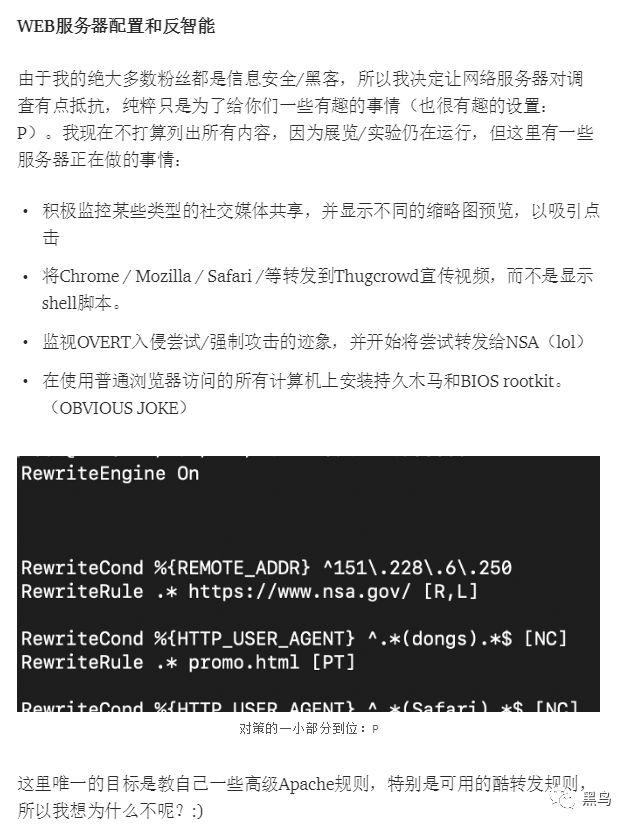 WEB服务器配置和反智能
由于我的绝大多数粉丝都是信息安全/黑客，所以我决定让网络服务器对调
查有点抵抗，纯粹只是为了给你们一些有趣的事情（也很有趣的设置：
P）。我现在不打算列出所有内容，因为展览/实验仍在运行，但这里有一些
服务器正在做的事情：
• 积极监控某些类型的社交媒体共享，并显示不同的缩略图预览，以吸引点
击
• 将Chrome / Mozilla / Safari /等转发到Thugcrowd宣传视频，而不是显示
shell脚本。
• 监视OVERT入侵尝试/强制攻击的迹象，并开始将尝试转发给NSA（lol）
• 在使用普通浏览器访问的所有计算机上安装持久木马和BIOS rootkit。
（OBVIOUS JOKE）
RewriteEngine On
RewriteCond %{REMOTE_ADDR} ^151\.228\.6\.250
RewriteRule .* https://www.nsa.gov/ [R,L]
RewriteCond %{HTTP_USER_AGENT} ^.*(dongs).*$ [NC]
RewriteRule .* promo.html [PT]
RewriteCond %{HTTP_USER_AGENT} ^.*(Safari).*$ [NC]
对策的一小部分到位：P
这里唯一的目标是教自己一些高级Apache规则，特别是可用的酷转发规则，
所以我想为什么不呢？:)
黑鸟